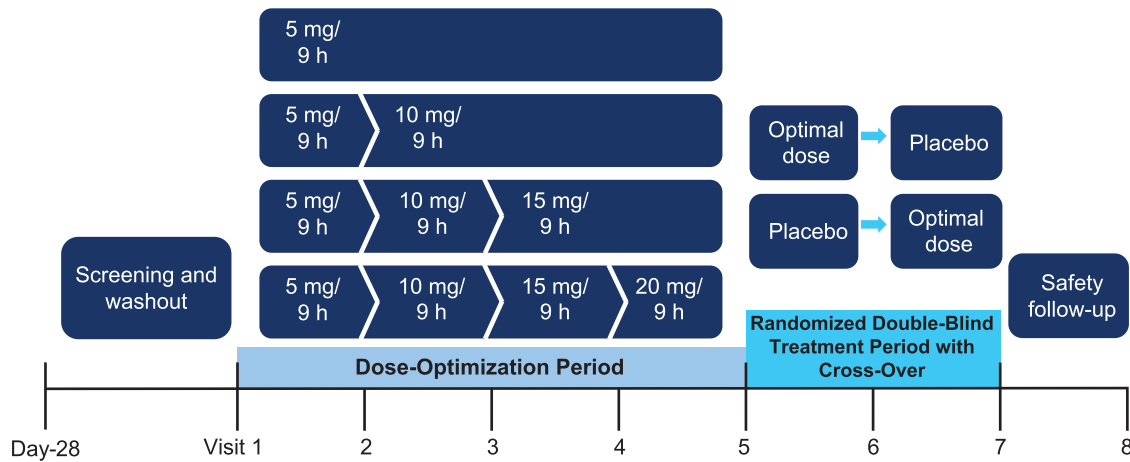 5 mg/
9 h
5 mg/
9 h
10 mg/
9 h
5 mg/
9 h
10 mg/
9 h
15 mg/
9 h
5 mg/
9 h
10 mg/
9 h
15 mg/
9 h
20 mg/
9 h
Optimal
dose
Placebo
Placebo
Optimal
dose
Screening and
washout
Safety
follow-up
Dose-Optimization Period
Randomized Double-Blind
Treatment Period with
Cross-Over
Day-28
Visit 1
2
3
4
5
6
7
8